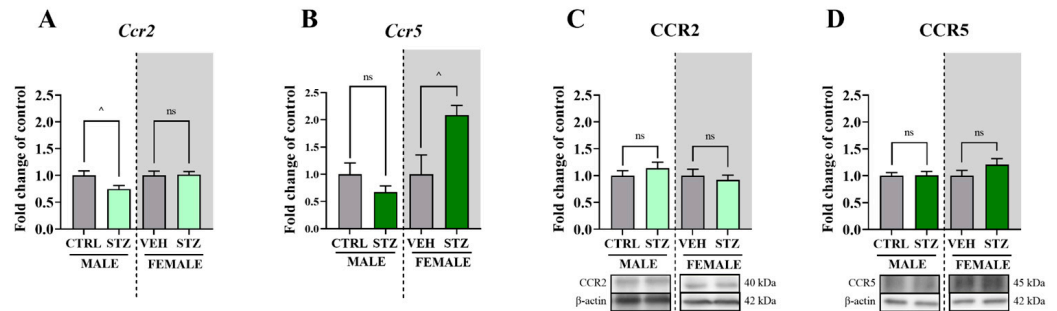 A
Ccr2
Fold change of control
2.5
2.0
1.5
1.0
0.5
0.0
^
ns
CTRL STZ VEH STZ
MALE FEMALE
B
Ccr5
Fold change of control
2.5
2.0
1.5
1.0
0.5
0.0
ns
^
CTRL STZ VEH STZ
MALE FEMALE
C
CCR2
Fold change of control
2.5
2.0
1.5
1.0
0.5
0.0
ns
ns
CTRL STZ VEH STZ
MALE FEMALE
CCR2 40 kDa
β-actin 42 kDa
D
CCR5
Fold change of control
2.5
2.0
1.5
1.0
0.5
0.0
ns
ns
CTRL STZ VEH STZ
MALE FEMALE
CCR5 45 kDa
β-actin 42 kDa